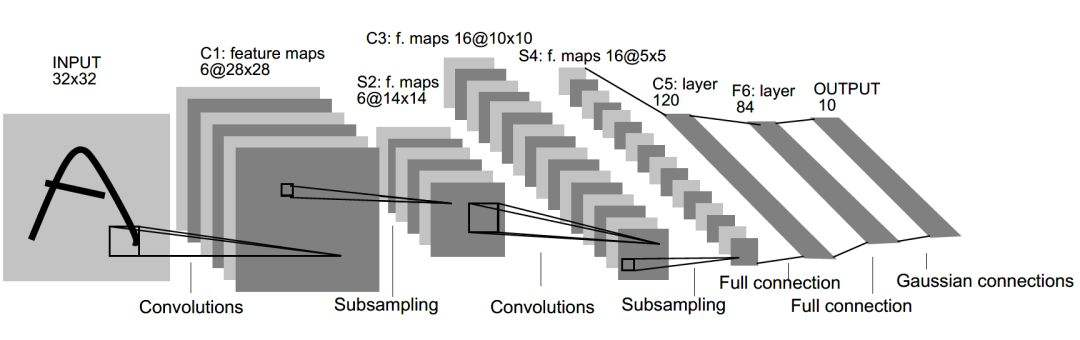 INPUT
32x32
C1: feature maps
6@28x28
S2: f. maps
6@14x14
C3: f. maps 16@10x10
S4: f. maps 16@5x5
C5: layer
120
F6: layer
84
OUTPUT
10
Convolutions
Subsampling
Convolutions
Subsampling
Full connection
Full connection
Gaussian connections